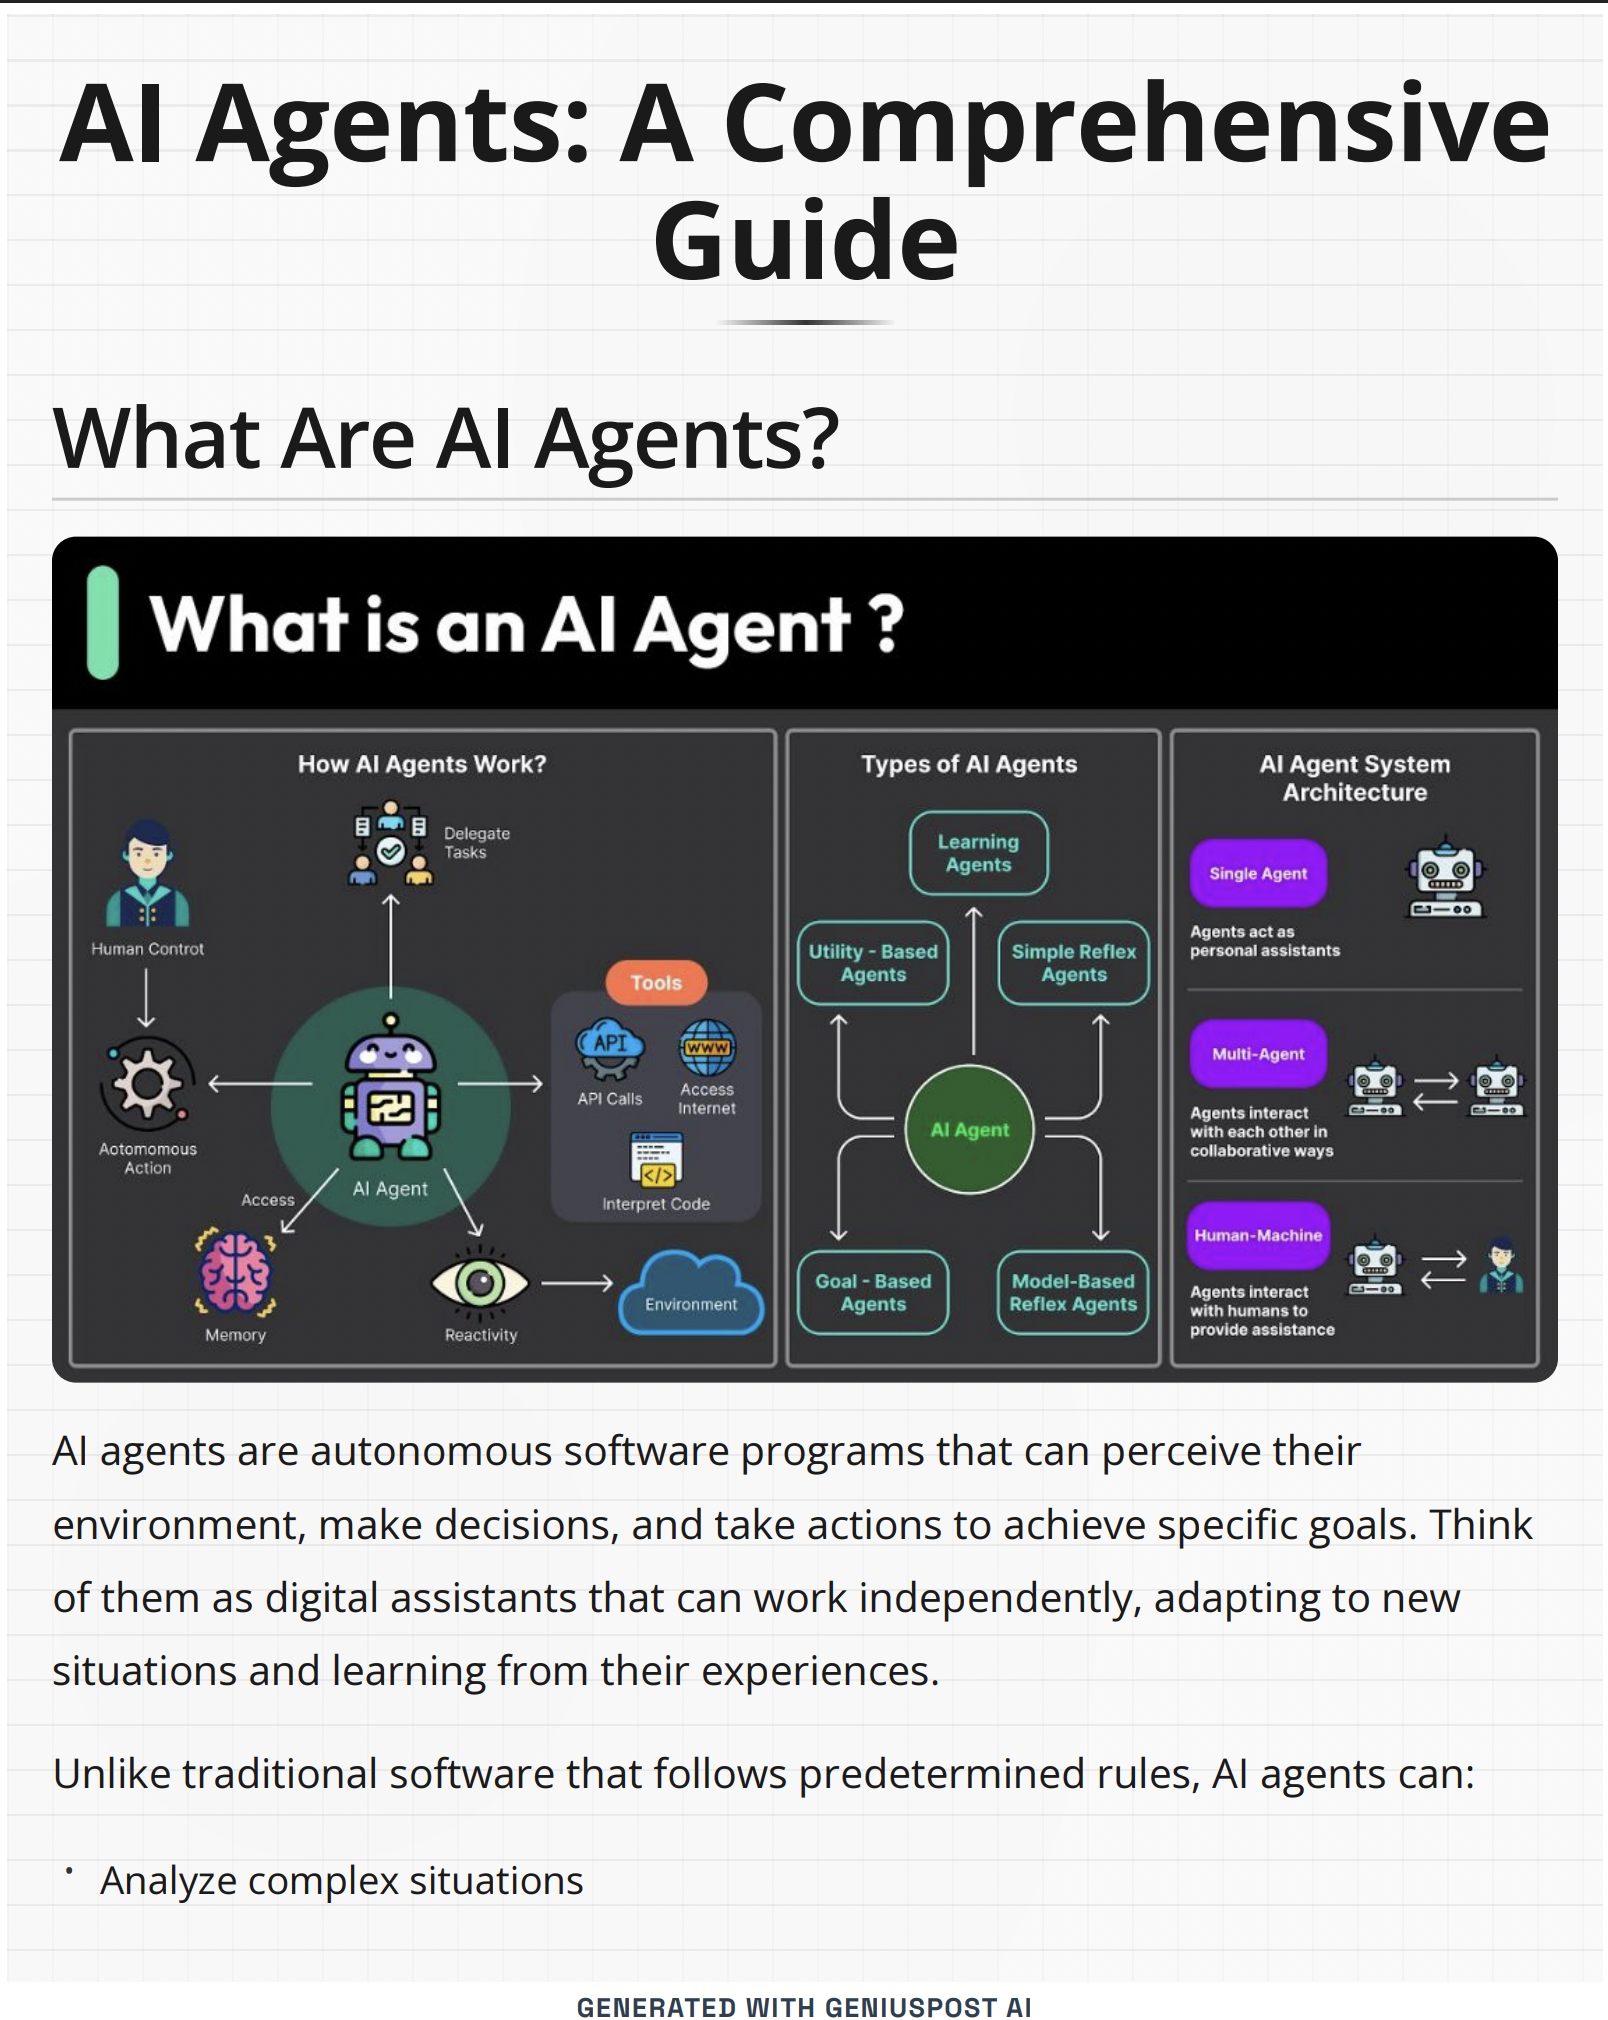 AI Agents: A Comprehensive
Guide
What Are AI Agents?
What is an AI Agent ?
How AI Agents Work?
Delegate
Tasks
Human Controt
Tools
API
WWW
API Calls
Access
Internet
</>
Interpret Code
Aotomomous
Action
AI Agent
Access
Memory
Reactivity
Environment
Types of AI Agents
Learning
Agents
Utility - Based
Agents
Simple Reflex
Agents
AI Agent
Goal - Based
Agents
Model-Based
Reflex Agents
AI Agent System
Architecture
Single Agent
Agents act as
personal assistants
Multi-Agent
Agents interact
with each other in
collaborative ways
Human-Machine
Agents interact
with humans to
provide assistance
AI agents are autonomous software programs that can perceive their
environment, make decisions, and take actions to achieve specific goals. Think
of them as digital assistants that can work independently, adapting to new
situations and learning from their experiences.
Unlike traditional software that follows predetermined rules, AI agents can:
• Analyze complex situations
GENERATED WITH GENIUSPOST AI